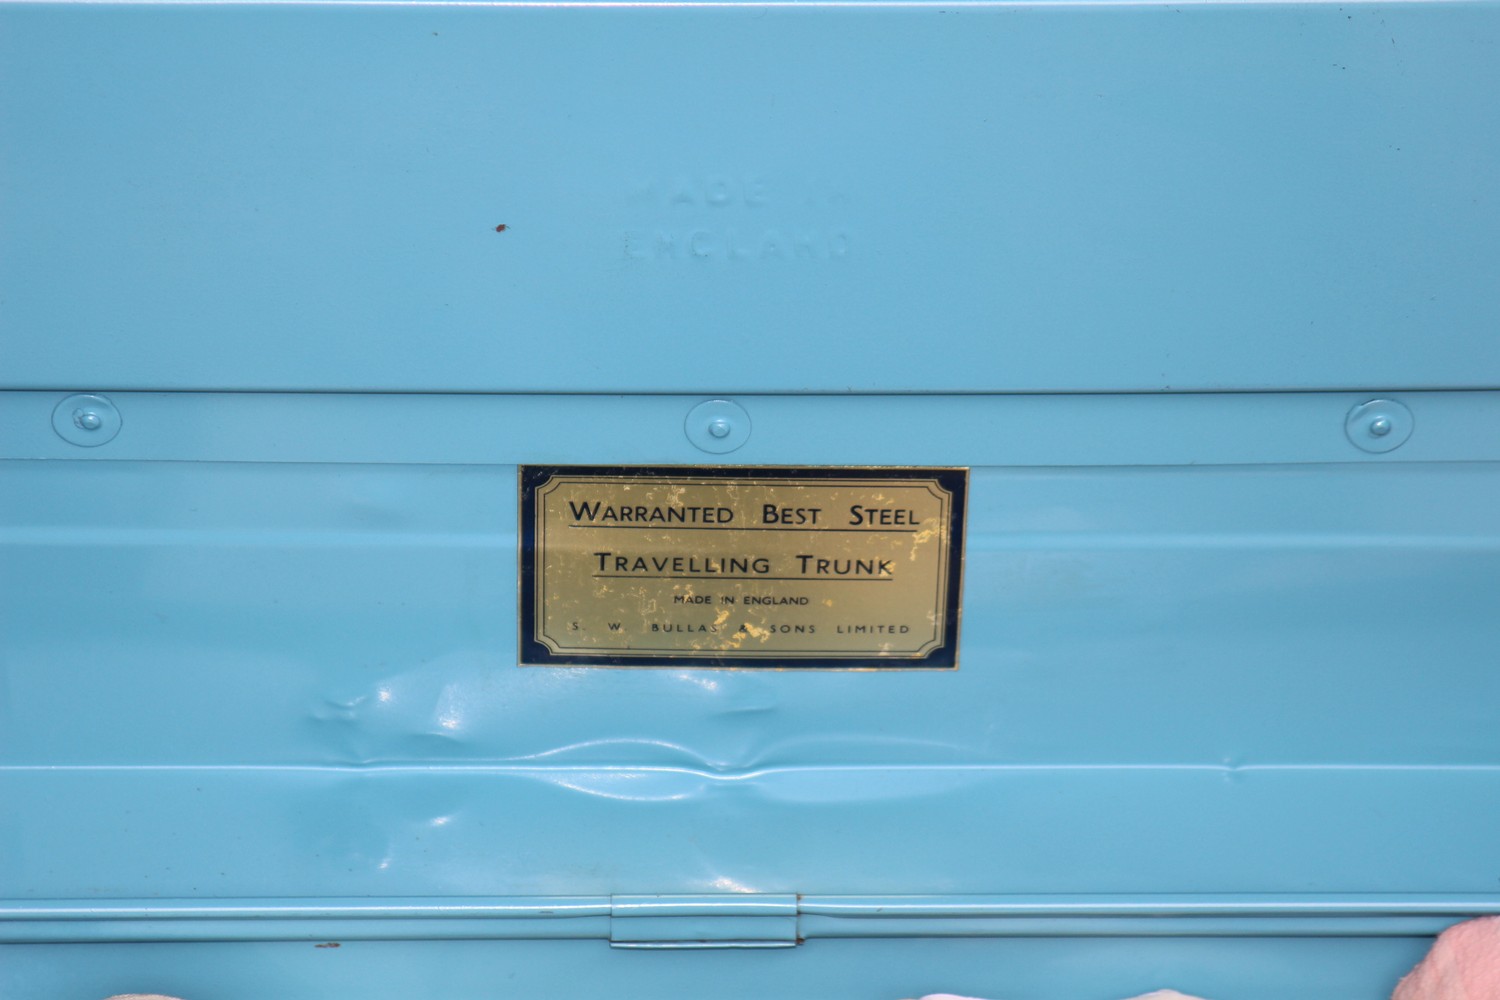 MADE IN
ENGLAND
WARRANTED BEST STEEL
TRAVELLING TRUNK
MADE IN ENGLAND
S. W. BULLAS & SONS LIMITED